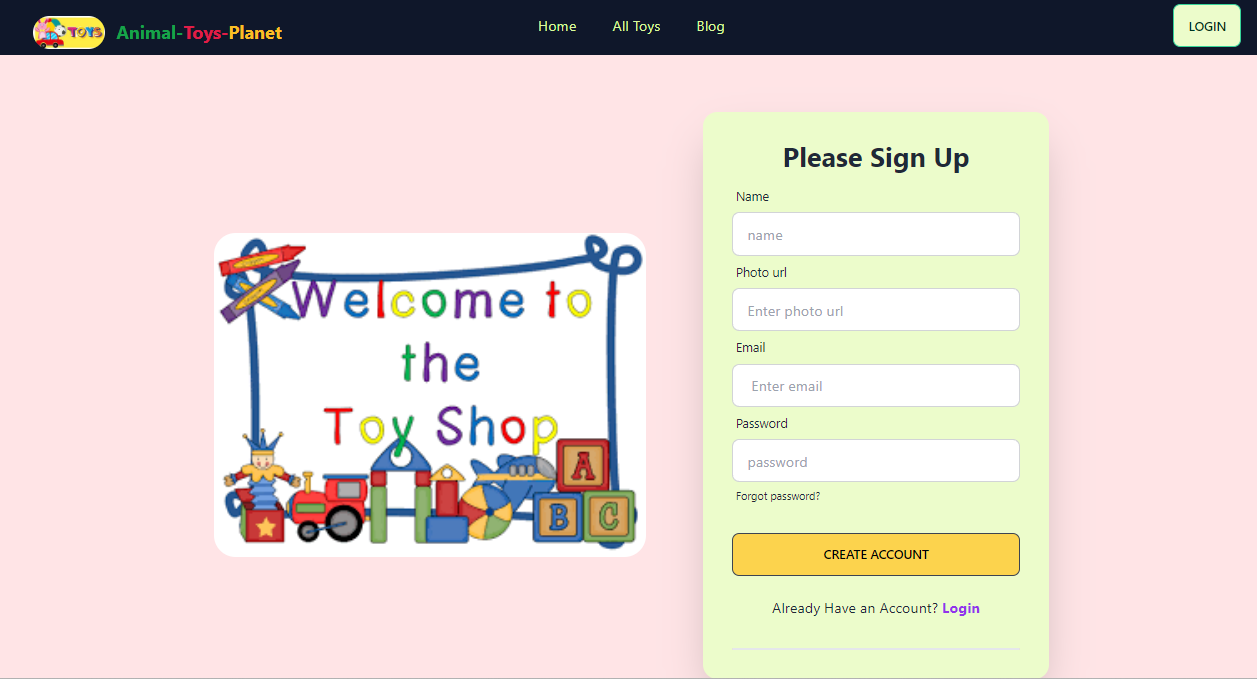 TOYS Animal-Toys-Planet Home All Toys Blog LOGIN
Welcome to
the
Toy Shop
A
B C
Please Sign Up
Name
name
Photo url
Enter photo url
Email
Enter email
Password
password
Forgot password?
CREATE ACCOUNT
Already Have an Account? Login